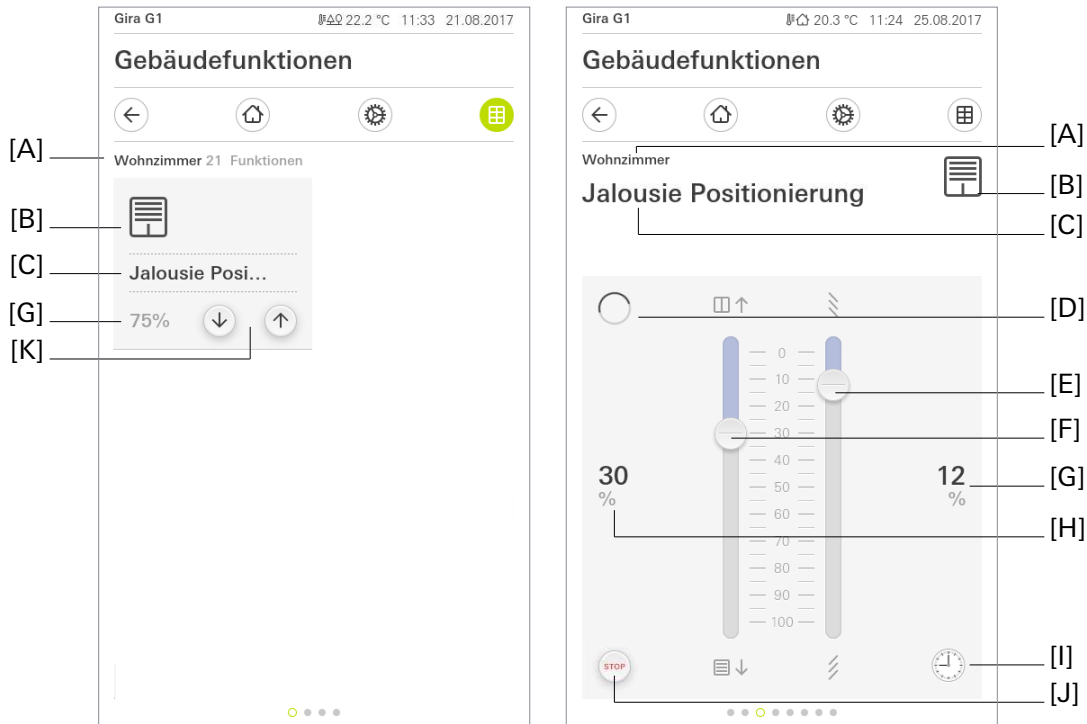 Gira G1 22.2 °C 11:33 21.08.2017
Gebäudefunktionen
[A] Wohnzimmer 21 Funktionen
[B]
[C] Jalousie Posi...
[G] 75%
[K]
Gira G1 20.3 °C 11:24 25.08.2017
Gebäudefunktionen
[A]
Wohnzimmer
[B]
Jalousie Positionierung
[C]
[D]
0
10
[E]
20
30
[F]
40
30 12
[G]
50
% %
60
[H]
70
80
90
100
[I]
STOP
[J]